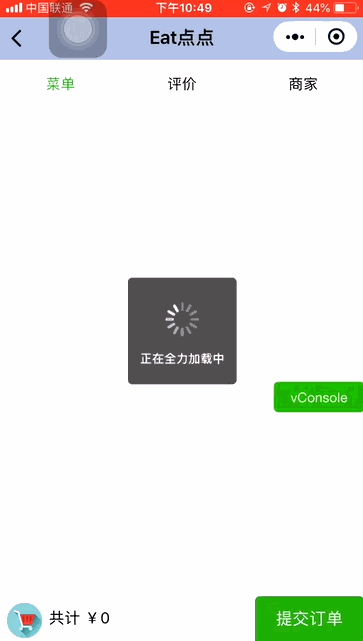 中国联通 下午10:49 44%
Eat点点
菜单 评价 商家
正在全力加载中
vConsole
共计 ￥0 提交订单